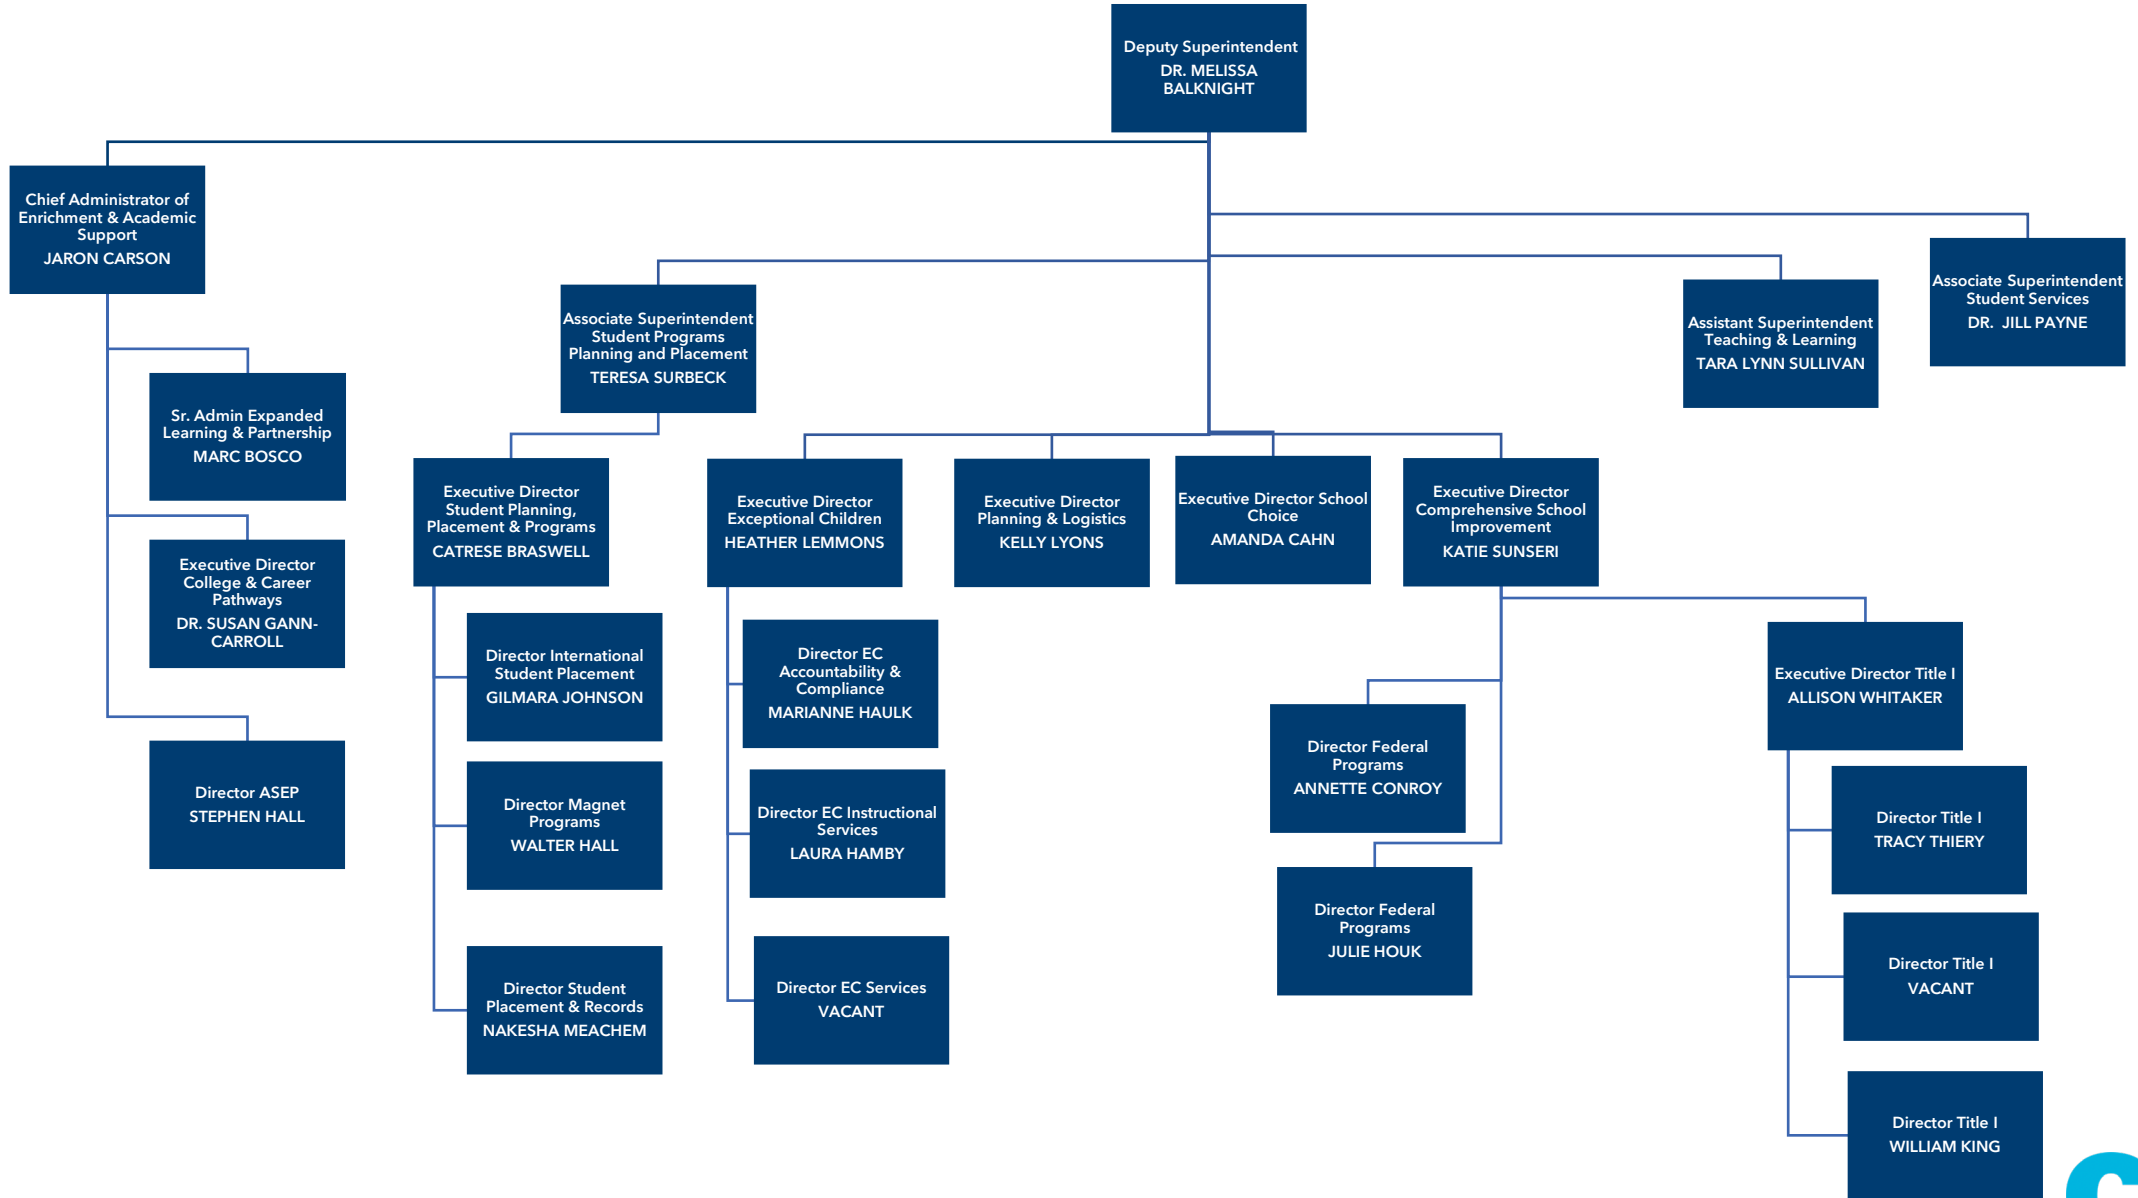 Deputy Superintendent
DR. MELISSA
BALKNIGHT
Chief Administrator of
Enrichment & Academic
Support
JARON CARSON
Associate Superintendent
Student Services
DR. JILL PAYNE
Assistant Superintendent
Teaching & Learning
TARA LYNN SULLIVAN
Associate Superintendent
Student Programs
Planning and Placement
TERESA SURBECK
Sr. Admin Expanded
Learning & Partnership
MARC BOSCO
Executive Director
College & Career
Pathways
DR. SUSAN GANN-
CARROLL
Director ASEP
STEPHEN HALL
Executive Director
Student Planning,
Placement & Programs
CATRESE BRASWELL
Executive Director
Exceptional Children
HEATHER LEMMONS
Executive Director
Planning & Logistics
KELLY LYONS
Executive Director School
Choice
AMANDA CAHN
Executive Director
Comprehensive School
Improvement
KATIE SUNSERI
Director International
Student Placement
GILMARA JOHNSON
Director Magnet
Programs
WALTER HALL
Director Student
Placement & Records
NAKESHA MEACHEM
Director EC
Accountability &
Compliance
MARIANNE HAULK
Director EC Instructional
Services
LAURA HAMBY
Director EC Services
VACANT
Director Federal
Programs
ANNETTE CONROY
Director Federal
Programs
JULIE HOUK
Executive Director Title I
ALLISON WHITAKER
Director Title I
TRACY THIERY
Director Title I
VACANT
Director Title I
WILLIAM KING